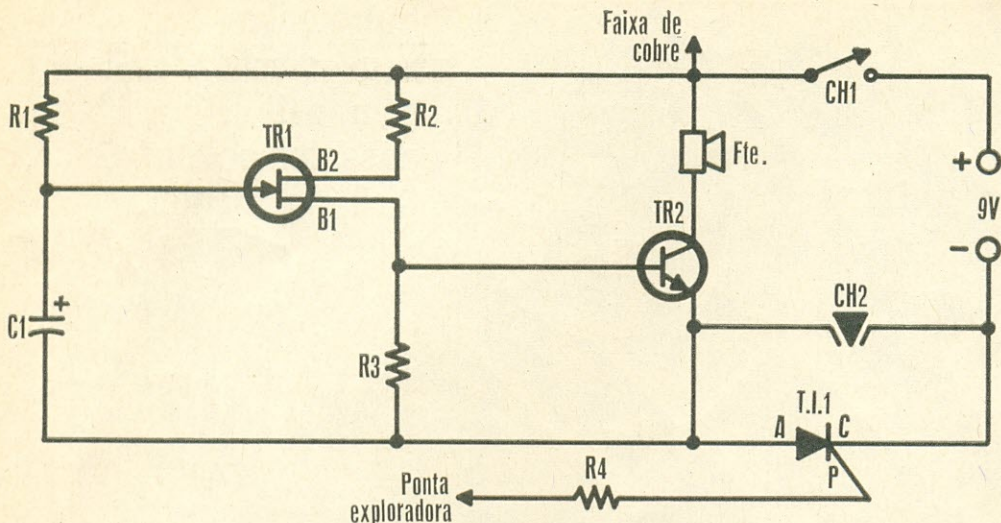 Faixa de
cobre
R1
R2
CH1
TR1
B2
Fte.
+
B1
TR2
9V
−
+
CH2
C1
R3
T.I.1
A
C
P
R4
Ponta
exploradora